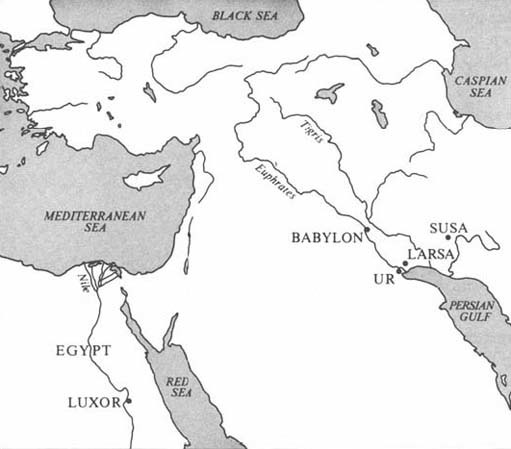 BLACK SEA
CASPIAN
SEA
Tigris
Euphrates
MEDITERRANEAN
SEA
SUSA
BABYLON
LARSA
UR
Nile
PERSIAN
GULF
EGYPT
RED
SEA
LUXOR